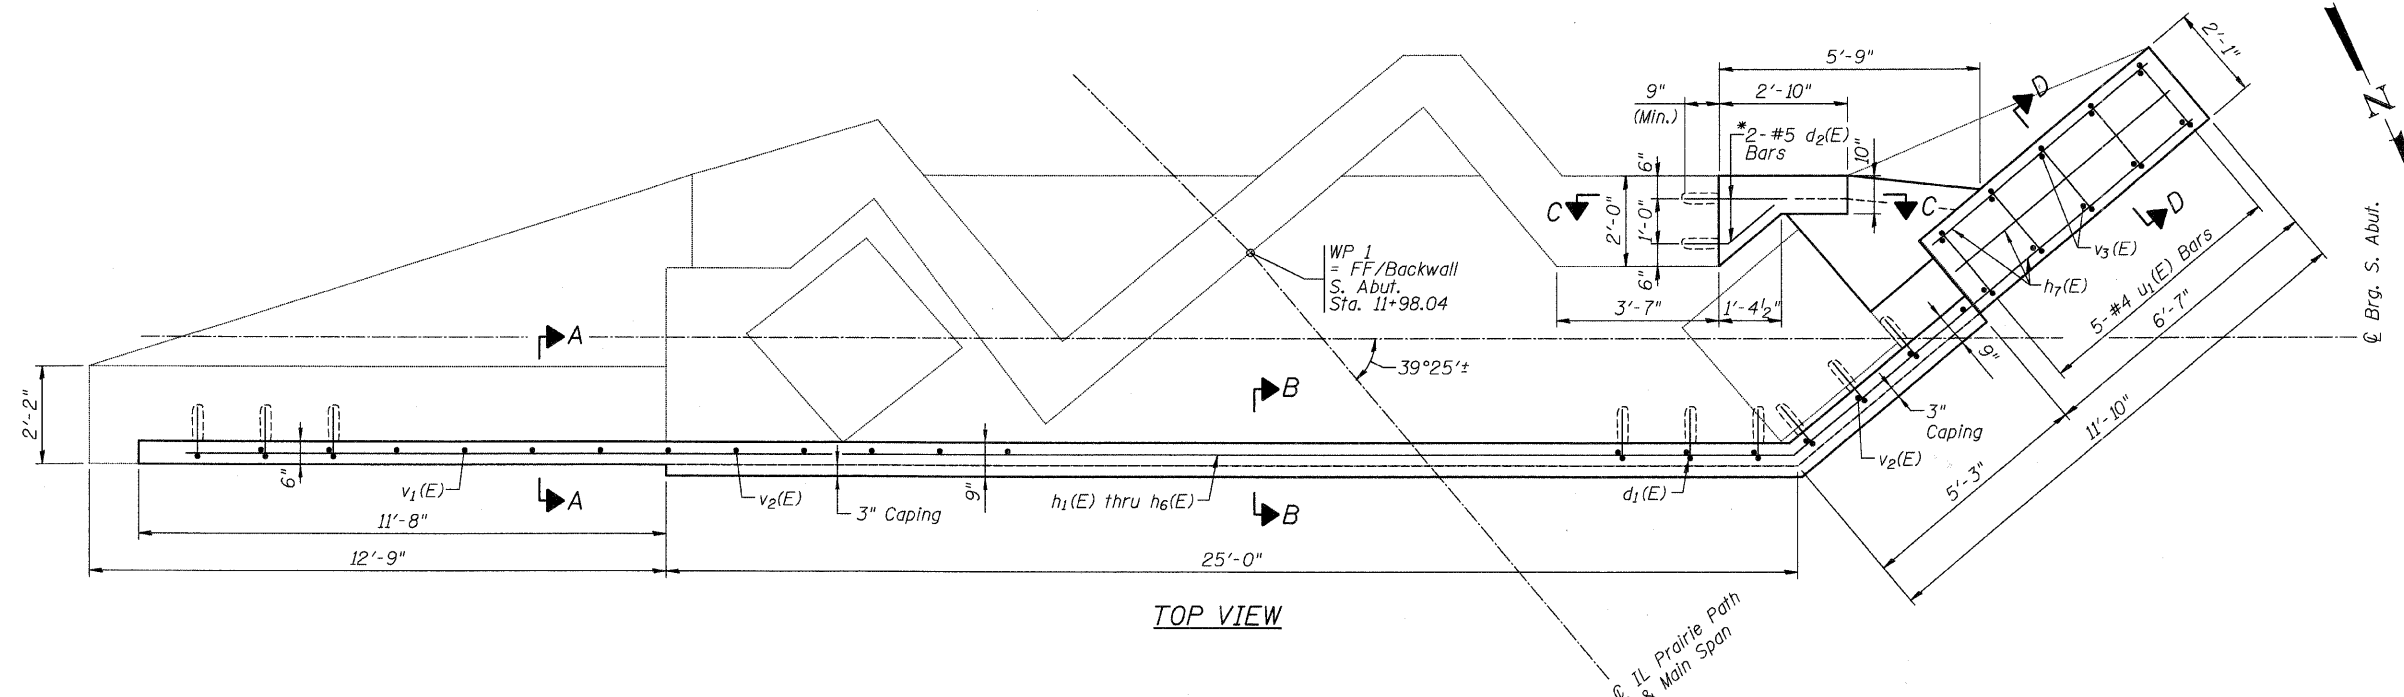 5'-9"
9"
(Min.)
2'-10"
*2-#5 d2(E)
Bars
10"
6"
2'-0"
1'-0"
6"
C
C
D
D
2'-1"
N
3'-7"
1'-4½"
WP 1
= FF/Backwall
S. Abut.
Sta. 11+98.04
v3(E)
h7(E)
5-#4 u1(E) Bars
6'-7"
11'-10"
5'-3"
9"
3"
Caping
v2(E)
℄ Brg. S. Abut.
A
A
B
B
39°25'±
2'-2"
6"
v1(E)
v2(E)
3" Caping
9"
h1(E) thru h6(E)
d1(E)
11'-8"
12'-9"
25'-0"
TOP VIEW
℄ IL Prairie Path
& Main Span